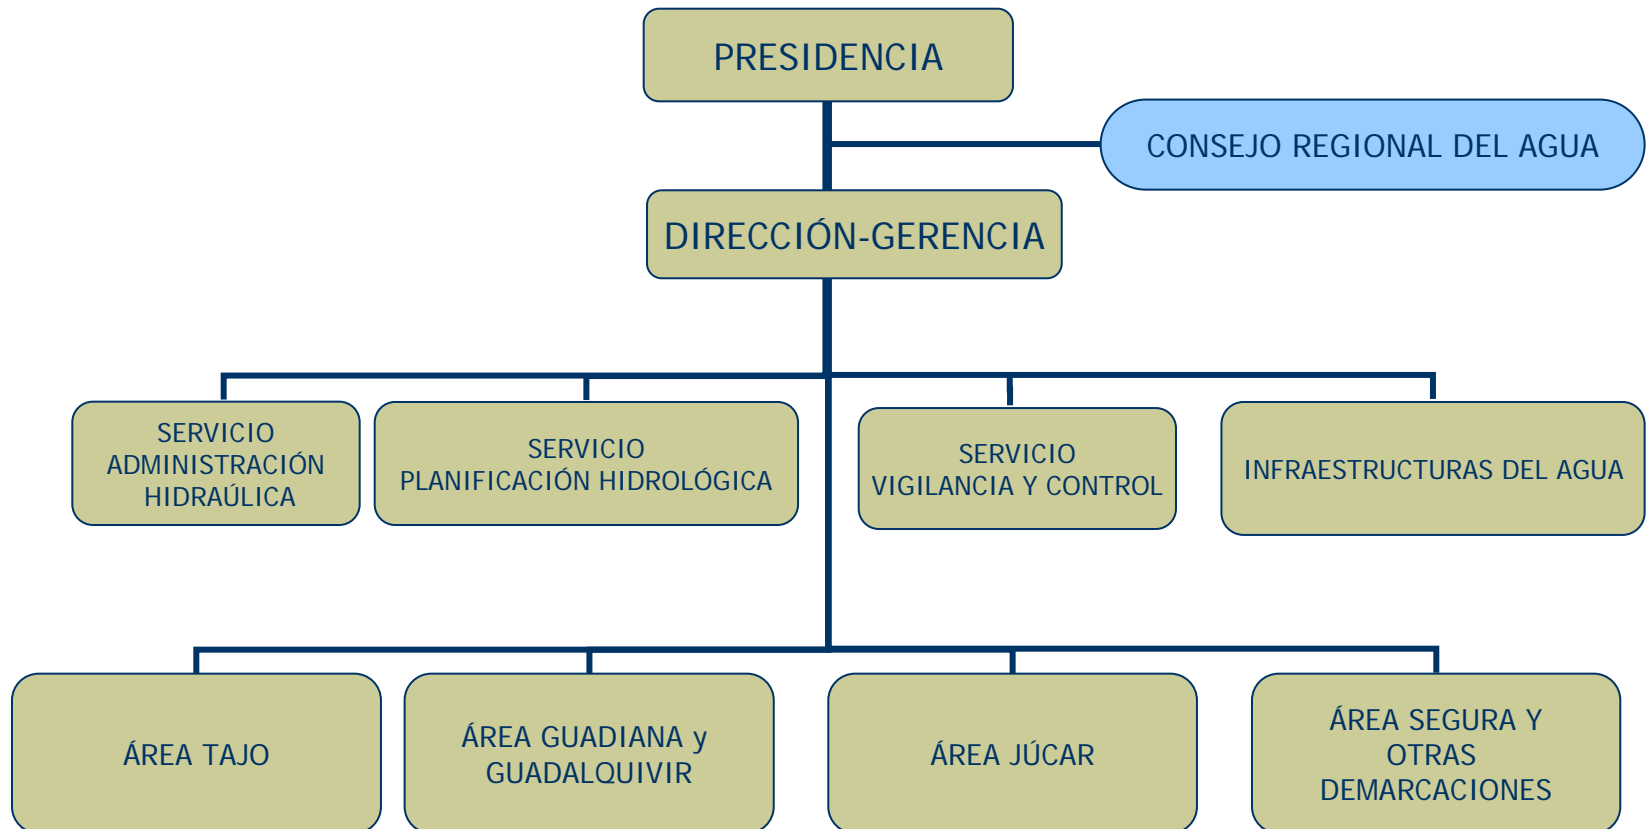 PRESIDENCIA
CONSEJO REGIONAL DEL AGUA
DIRECCIÓN-GERENCIA
SERVICIO
ADMINISTRACIÓN
HIDRAÚLICA
SERVICIO
PLANIFICACIÓN HIDROLÓGICA
SERVICIO
VIGILANCIA Y CONTROL
INFRAESTRUCTURAS DEL AGUA
ÁREA TAJO
ÁREA GUADIANA y
GUADALQUIVIR
ÁREA JÚCAR
ÁREA SEGURA Y
OTRAS
DEMARCACIONES